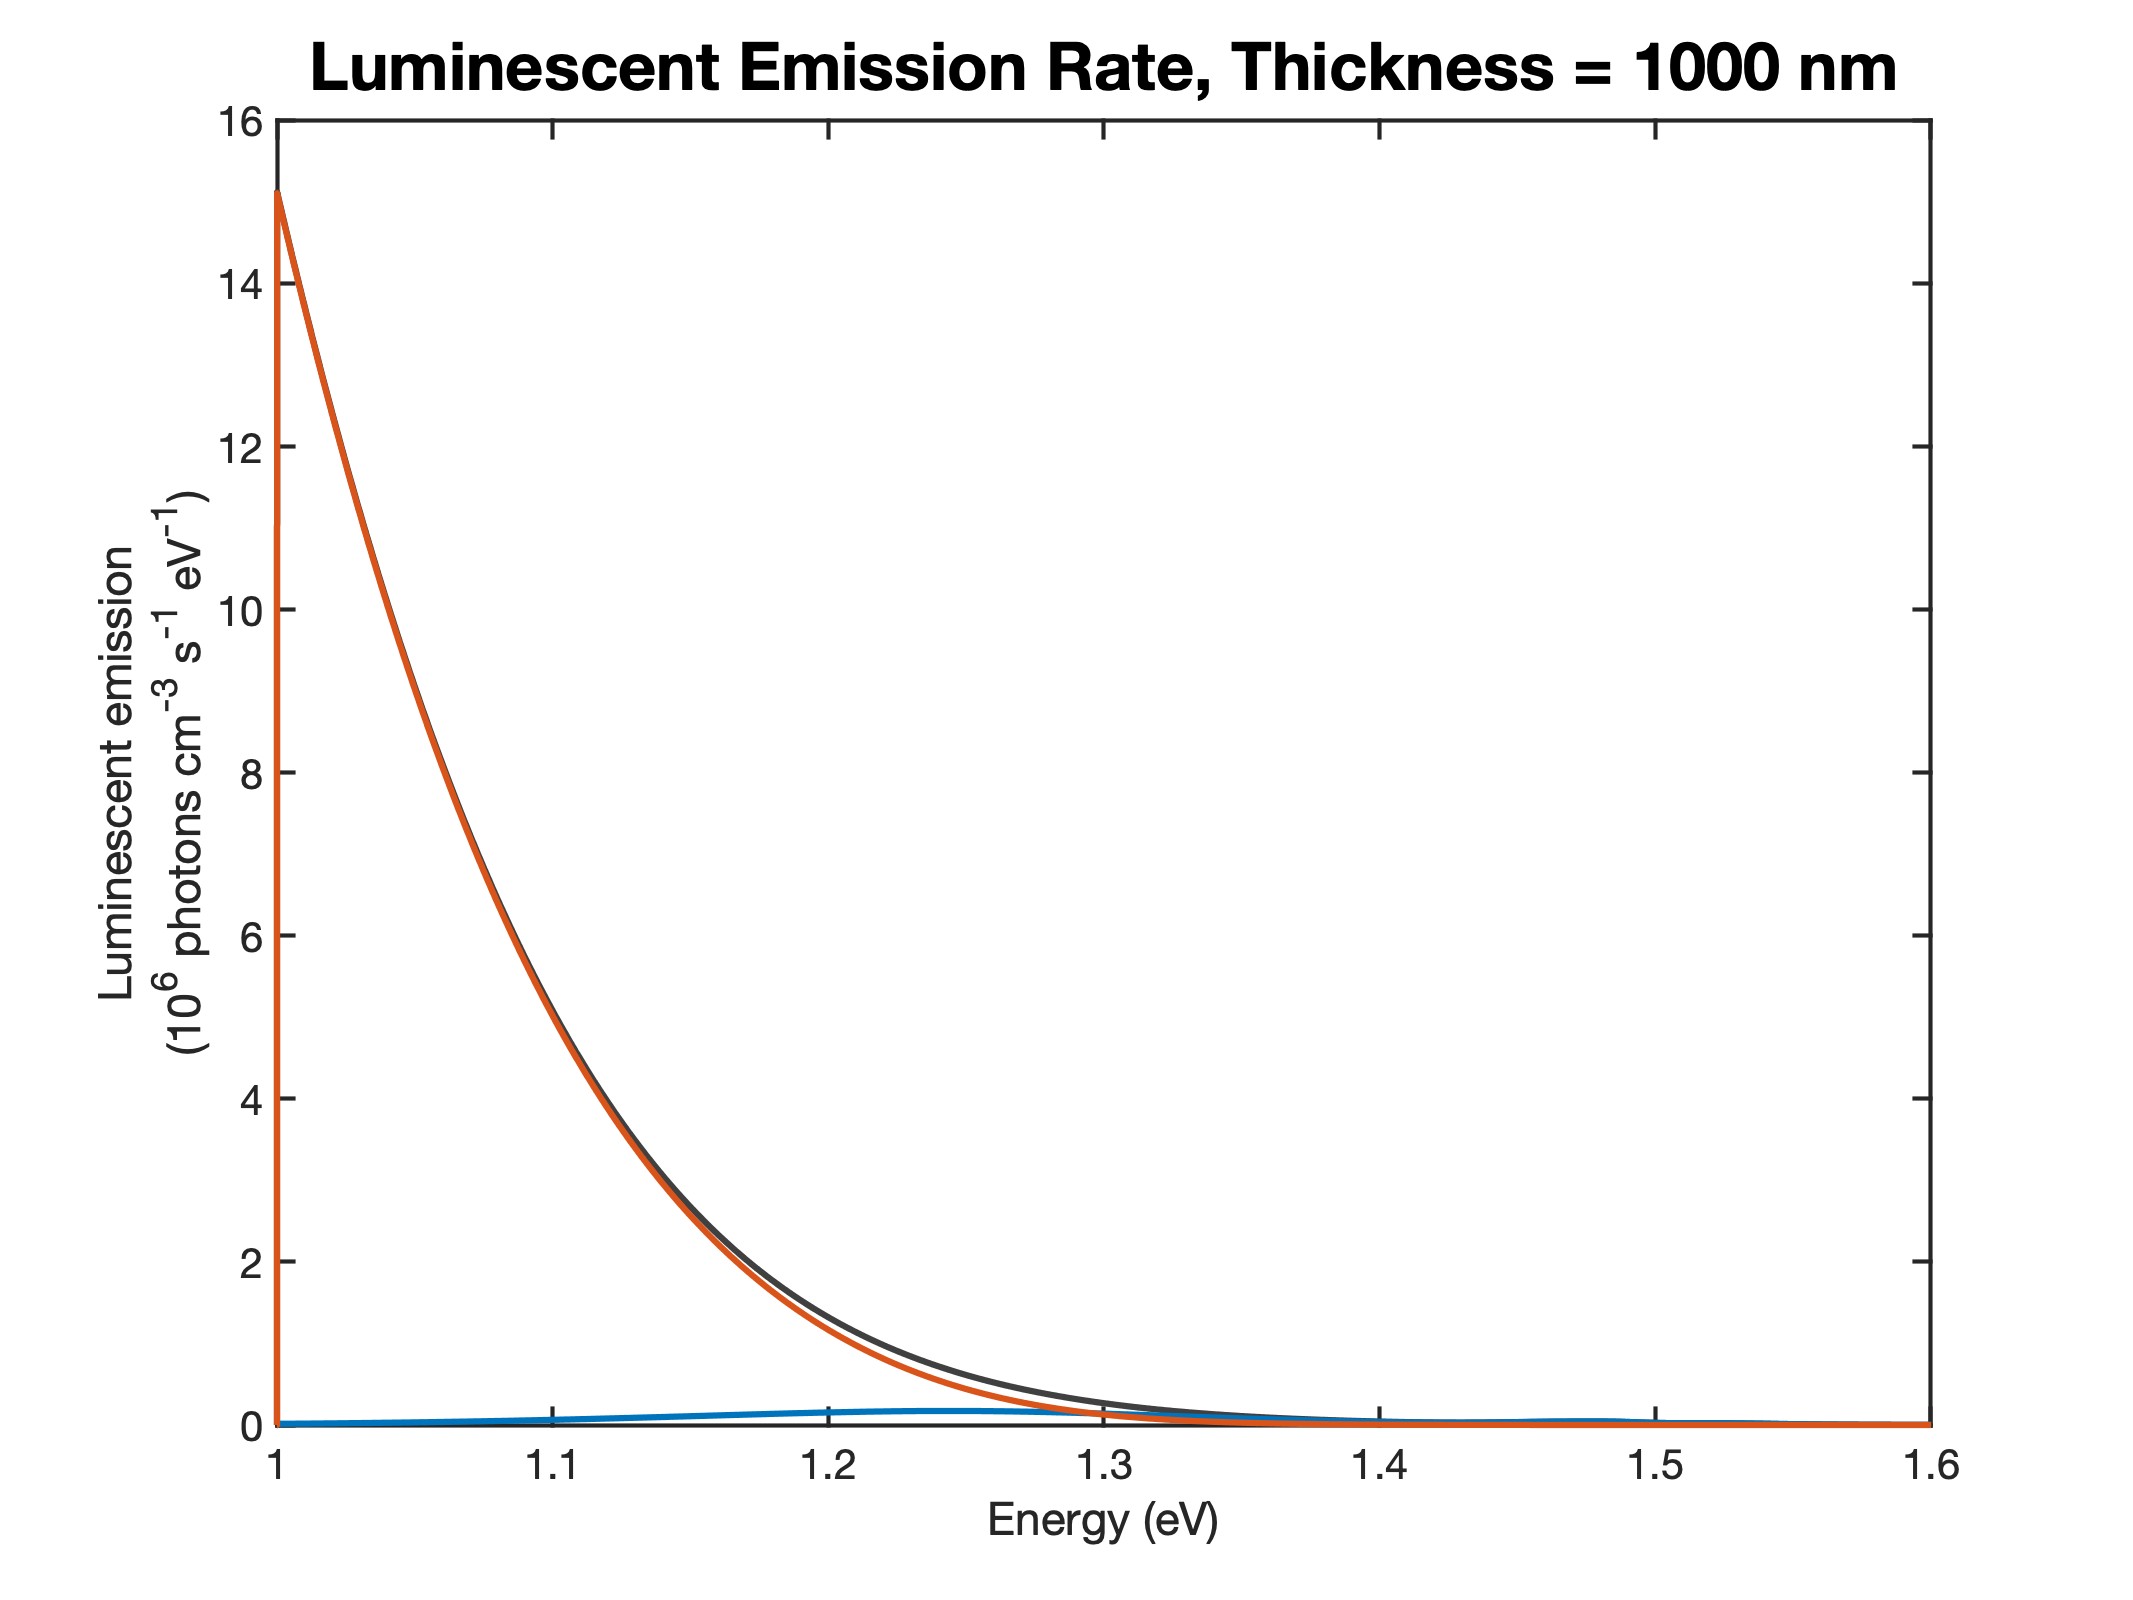 Luminescent Emission Rate, Thickness = 1000 nm
16
14
12
10
8
6
4
2
0
Luminescent emission
(10^6 photons cm^-3 s^-1 eV^-1)
1 1.1 1.2 1.3 1.4 1.5 1.6
Energy (eV)